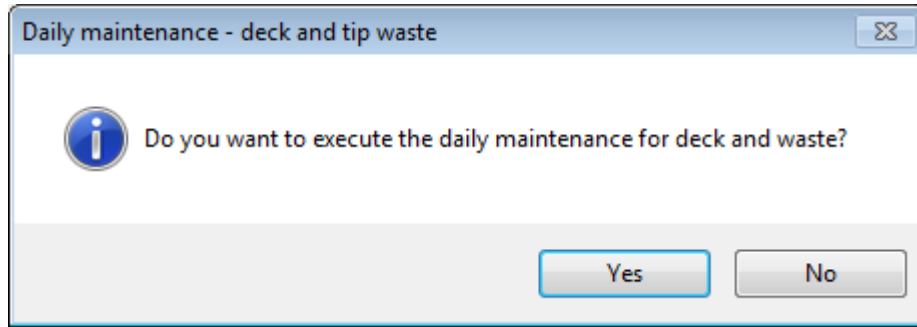 Daily maintenance - deck and tip waste
Do you want to execute the daily maintenance for deck and waste?
Yes No